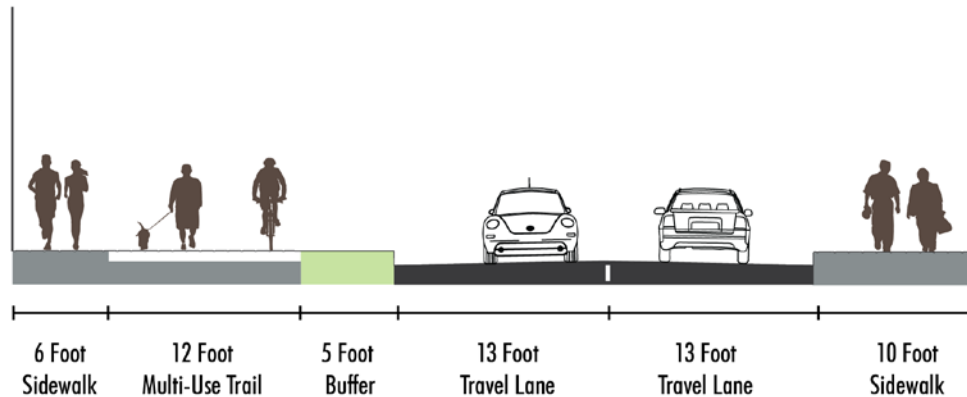 6 Foot
Sidewalk
12 Foot
Multi-Use Trail
5 Foot
Buffer
13 Foot
Travel Lane
13 Foot
Travel Lane
10 Foot
Sidewalk